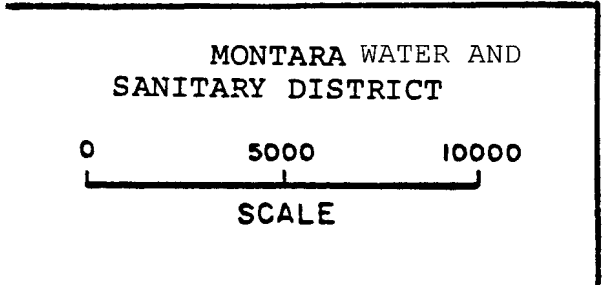 MONTARA WATER AND
SANITARY DISTRICT
0 5000 10000
SCALE